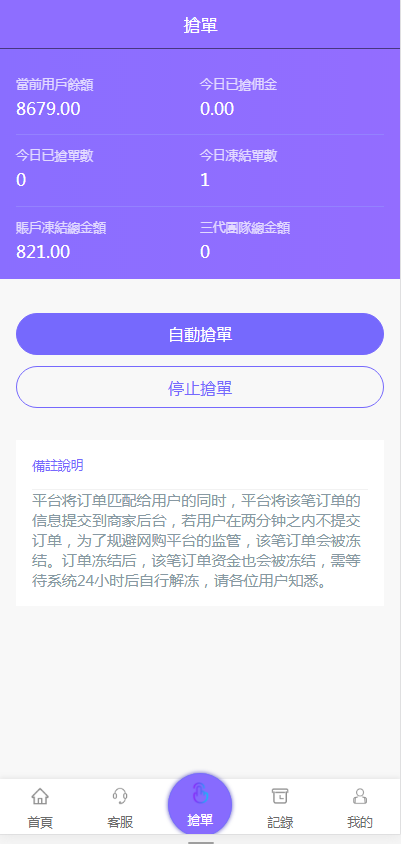 搶單
當前用戶餘額 今日已搶佣金
8679.00 0.00
今日已搶單數 今日凍結單數
0 1
賬戶凍結總金額 三代團隊總金額
821.00 0
自動搶單
停止搶單
備註說明
平台将订单匹配给用户的同时，平台将该笔订单的
信息提交到商家后台，若用户在两分钟之内不提交
订单，为了规避网购平台的监管，该笔订单会被冻
结。订单冻结后，该笔订单资金也会被冻结，需等
待系统24小时后自行解冻，请各位用户知悉。
首頁 客服 搶單 記錄 我的